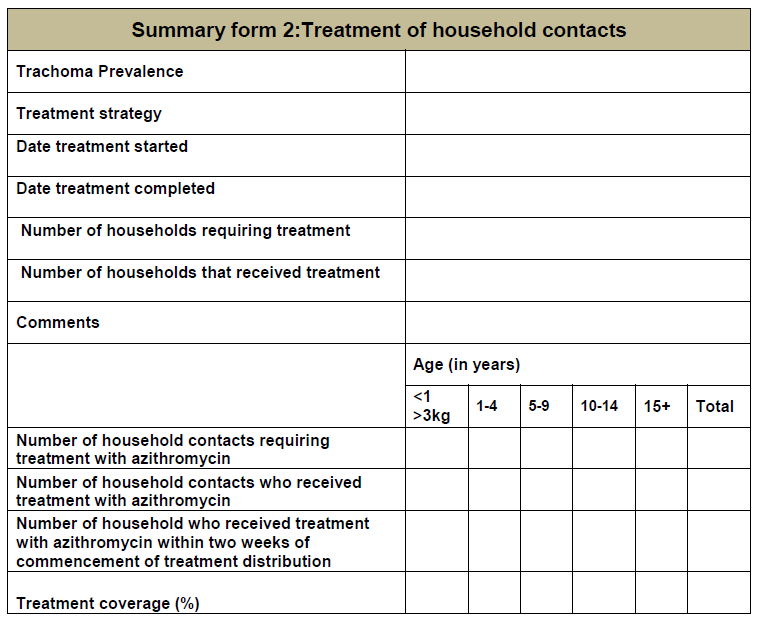 Summary form 2:Treatment of household contacts
Trachoma Prevalence
Treatment strategy
Date treatment started
Date treatment completed
Number of households requiring treatment
Number of households that received treatment
Comments
Age (in years)
<1
>3kg
1-4
5-9
10-14
15+
Total
Number of household contacts requiring
treatment with azithromycin
Number of household contacts who received
treatment with azithromycin
Number of household who received treatment
with azithromycin within two weeks of
commencement of treatment distribution
Treatment coverage (%)